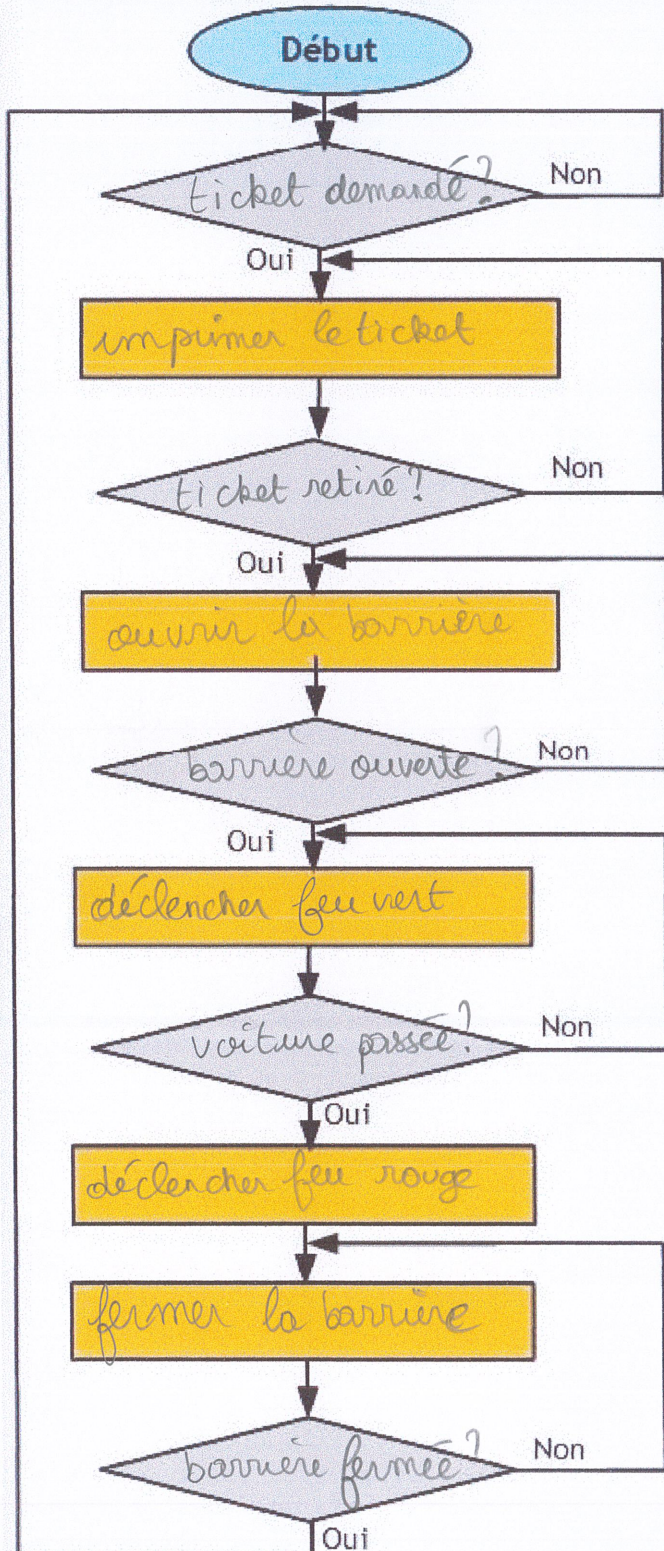 Début
ticket demandé?
Non
Oui
imprimer le ticket
ticket retiré?
Non
Oui
ouvrir la barrière
barrière ouverte?
Non
Oui
déclencher feu vert
voiture passée?
Non
Oui
déclencher feu rouge
fermer la barrière
barrière fermée?
Non
Oui